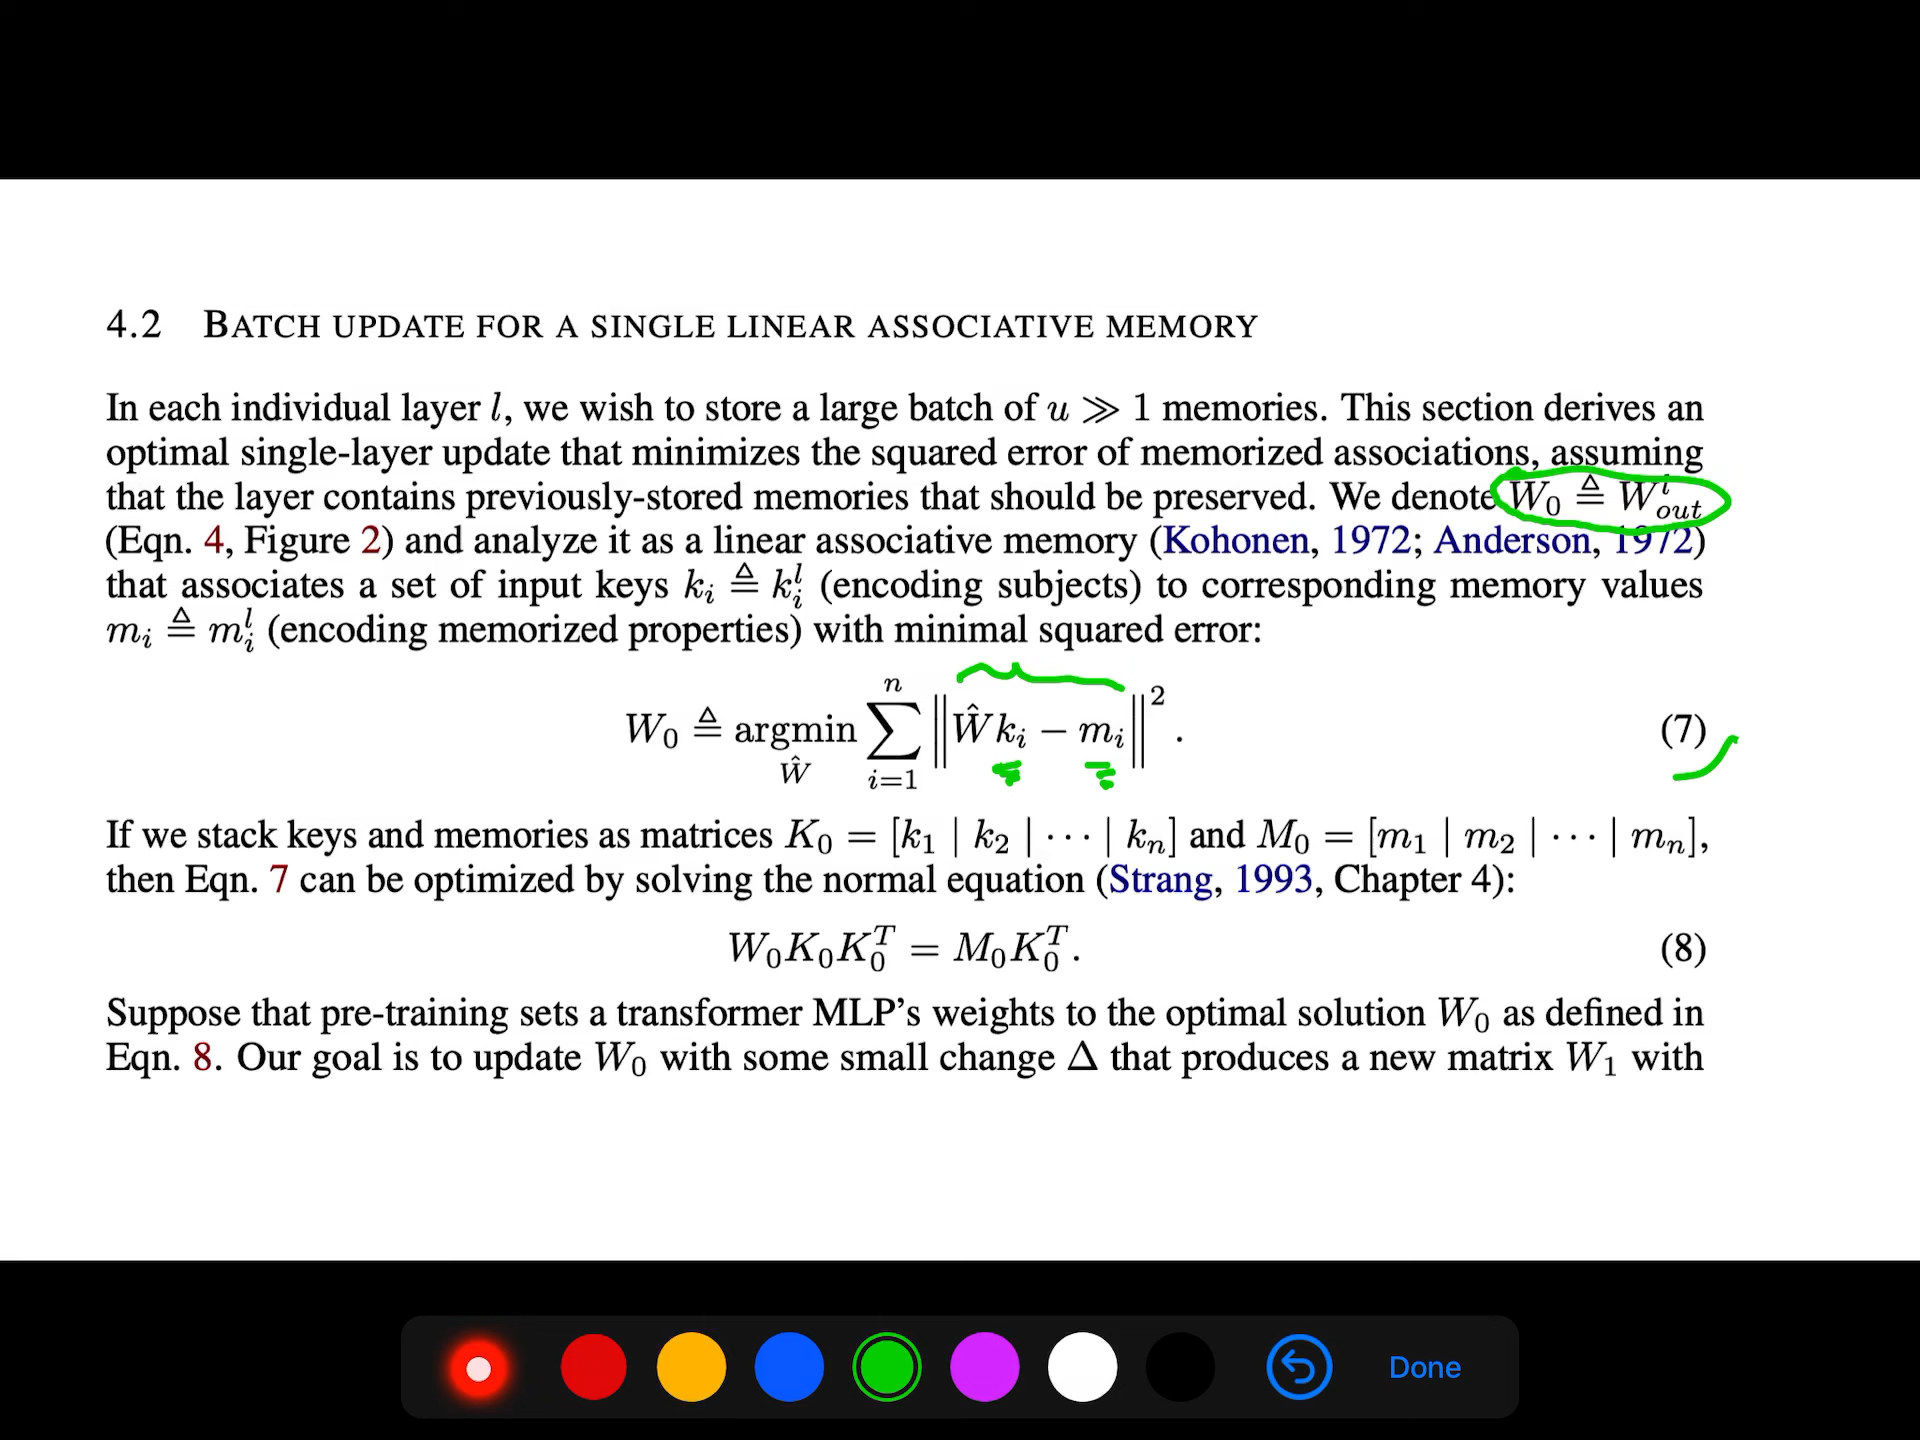 4.2 BATCH UPDATE FOR A SINGLE LINEAR ASSOCIATIVE MEMORY
In each individual layer l, we wish to store a large batch of u ≫ 1 memories. This section derives an
optimal single-layer update that minimizes the squared error of memorized associations, assuming
that the layer contains previously-stored memories that should be preserved. We denote W₀ ≜ W^l_out
(Eqn. 4, Figure 2) and analyze it as a linear associative memory (Kohonen, 1972; Anderson, 1972)
that associates a set of input keys k_i ≜ k_i^l (encoding subjects) to corresponding memory values
m_i ≜ m_i^l (encoding memorized properties) with minimal squared error:
W₀ ≜ argmin_Ŵ ∑_{i=1}^{n} ‖Ŵk_i − m_i‖². (7)
If we stack keys and memories as matrices K₀ = [k₁ | k₂ | ⋯ | k_n] and M₀ = [m₁ | m₂ | ⋯ | m_n],
then Eqn. 7 can be optimized by solving the normal equation (Strang, 1993, Chapter 4):
W₀K₀K₀ᵀ = M₀K₀ᵀ. (8)
Suppose that pre-training sets a transformer MLP's weights to the optimal solution W₀ as defined in
Eqn. 8. Our goal is to update W₀ with some small change Δ that produces a new matrix W₁ with
Done